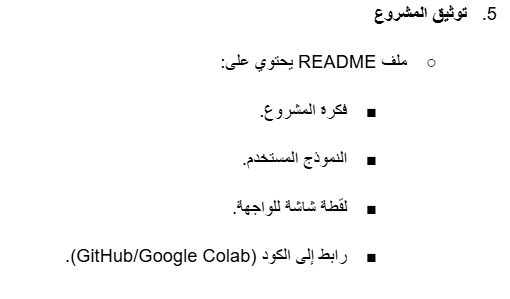 5. توثيق المشروع
○ ملف README يحتوي على:
■ فكرة المشروع.
■ النموذج المستخدم.
■ لقطة شاشة للواجهة.
■ رابط إلى الكود (GitHub/Google Colab).